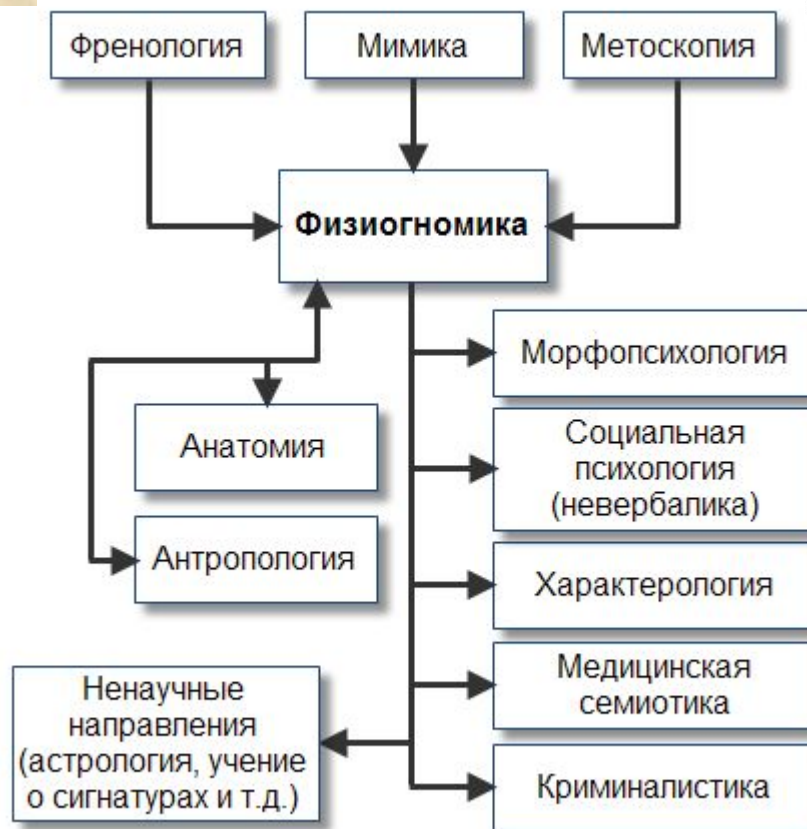 Френология
Мимика
Метоскопия
Физиогномика
Морфопсихология
Анатомия
Социальная
психология
(невербалика)
Антропология
Характерология
Медицинская
семиотика
Ненаучные
направления
(астрология, учение
о сигнатурах и т.д.)
Криминалистика